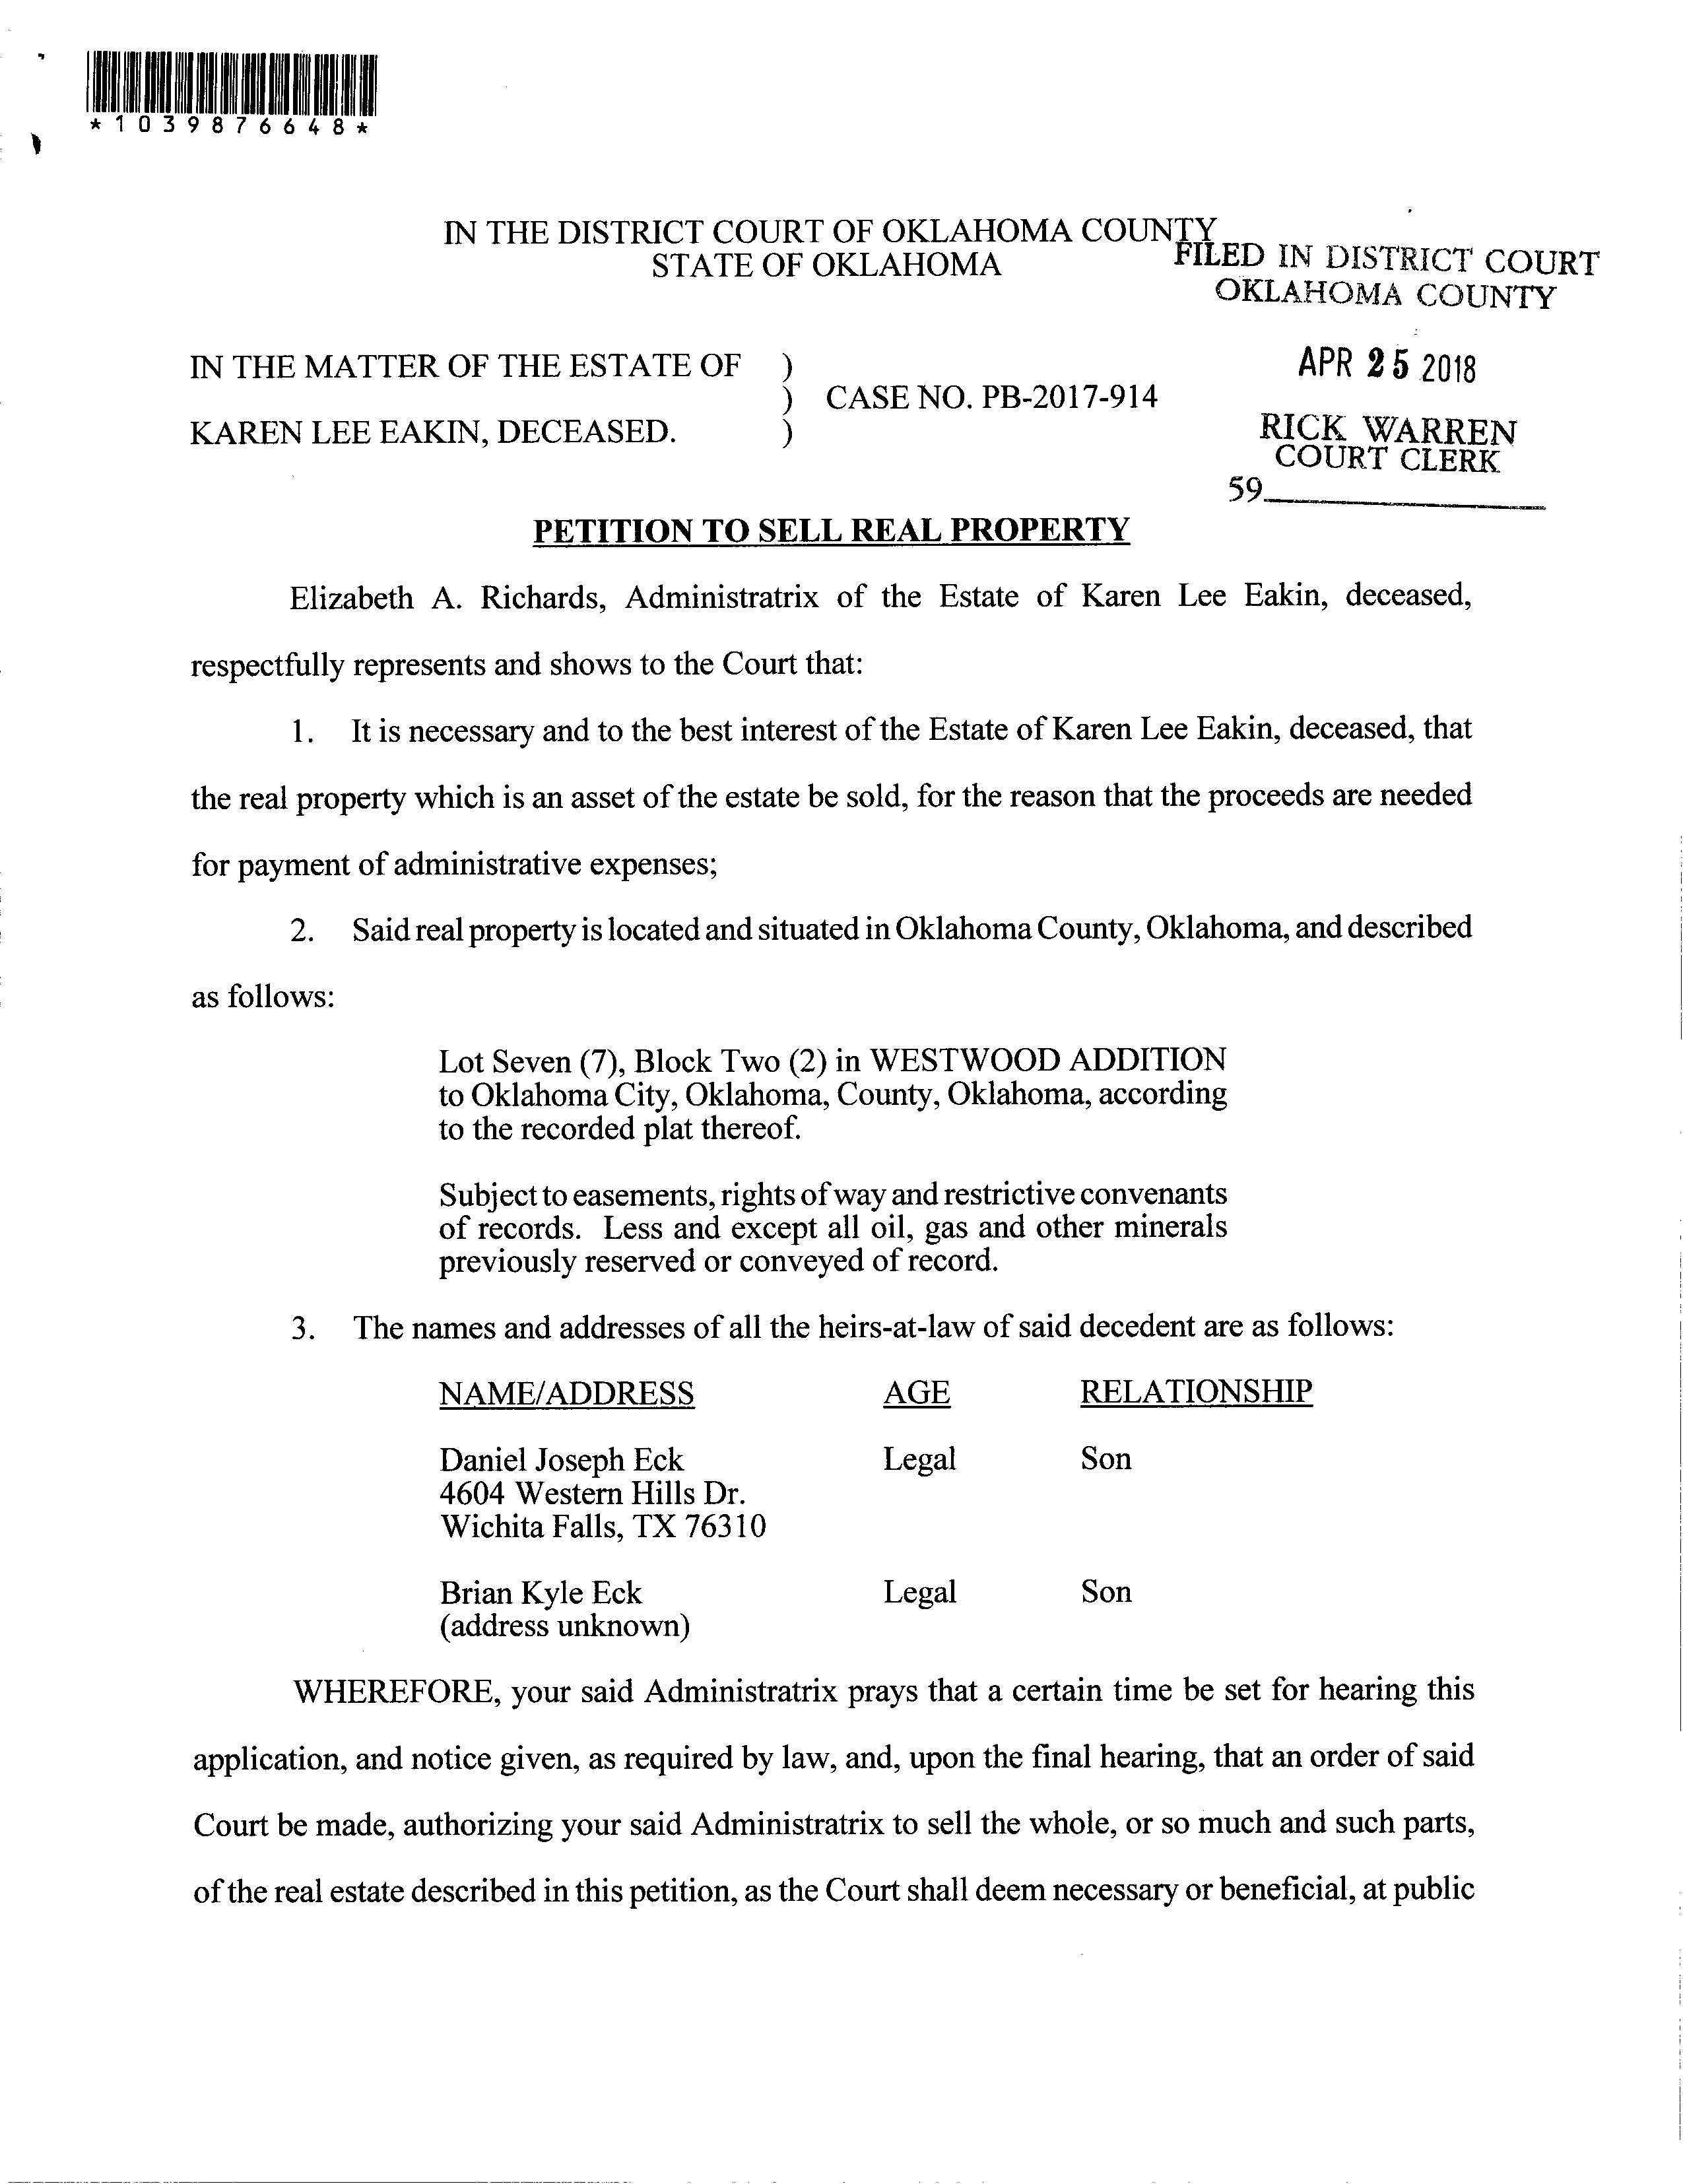 *1039876648*
IN THE DISTRICT COURT OF OKLAHOMA COUNTY
STATE OF OKLAHOMA
FILED IN DISTRICT COURT
OKLAHOMA COUNTY
IN THE MATTER OF THE ESTATE OF )
) CASE NO. PB-2017-914
KAREN LEE EAKIN, DECEASED. )
APR 25 2018
RICK WARREN
COURT CLERK
59
PETITION TO SELL REAL PROPERTY
Elizabeth A. Richards, Administratrix of the Estate of Karen Lee Eakin, deceased,
respectfully represents and shows to the Court that:
1. It is necessary and to the best interest of the Estate of Karen Lee Eakin, deceased, that
the real property which is an asset of the estate be sold, for the reason that the proceeds are needed
for payment of administrative expenses;
2. Said real property is located and situated in Oklahoma County, Oklahoma, and described
as follows:
Lot Seven (7), Block Two (2) in WESTWOOD ADDITION
to Oklahoma City, Oklahoma, County, Oklahoma, according
to the recorded plat thereof.
Subject to easements, rights of way and restrictive convenants
of records. Less and except all oil, gas and other minerals
previously reserved or conveyed of record.
3. The names and addresses of all the heirs-at-law of said decedent are as follows:
NAME/ADDRESS AGE RELATIONSHIP
Daniel Joseph Eck Legal Son
4604 Western Hills Dr.
Wichita Falls, TX 76310
Brian Kyle Eck Legal Son
(address unknown)
WHEREFORE, your said Administratrix prays that a certain time be set for hearing this
application, and notice given, as required by law, and, upon the final hearing, that an order of said
Court be made, authorizing your said Administratrix to sell the whole, or so much and such parts,
of the real estate described in this petition, as the Court shall deem necessary or beneficial, at public